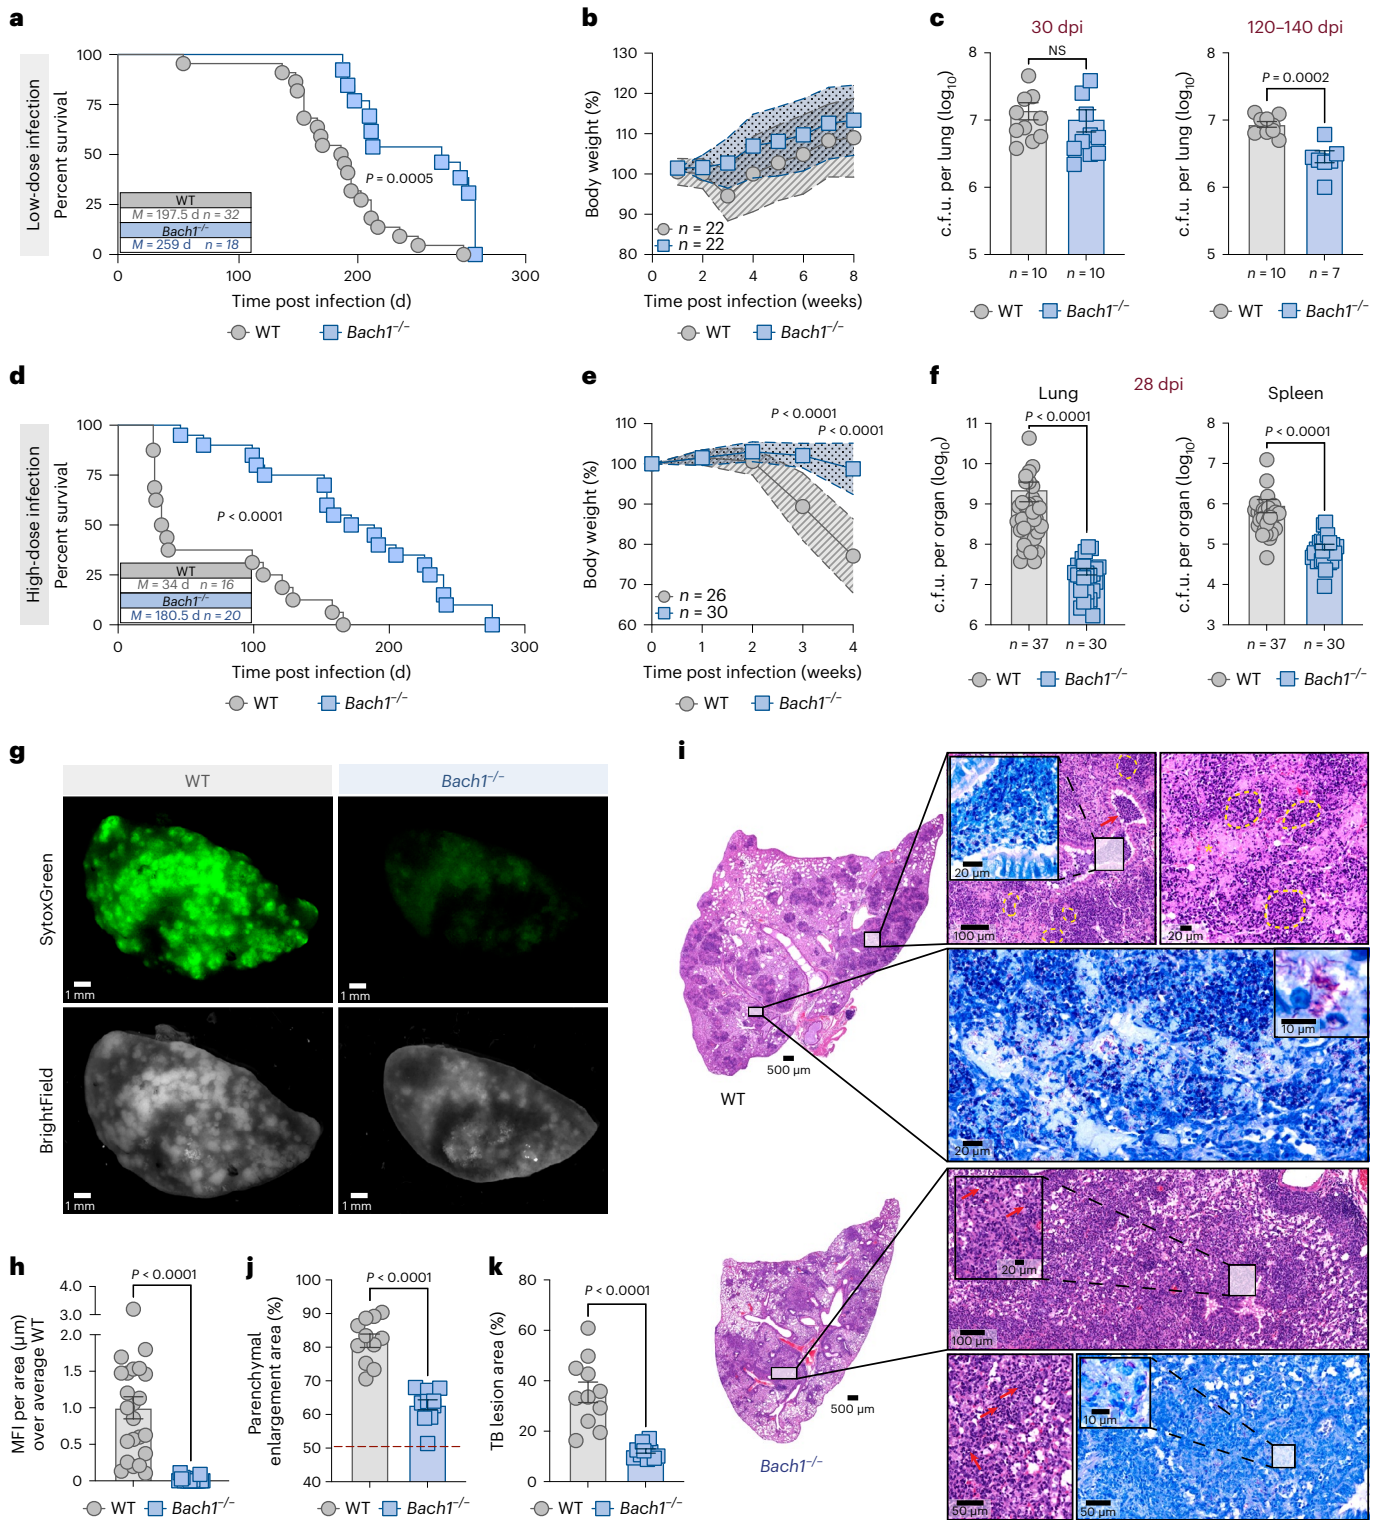 a
Low-dose infection
Percent survival
100
75
50
25
0
P = 0.0005
WT
M = 197.5 d n = 32
Bach1−/−
M = 259 d n = 18
0 100 200 300
Time post infection (d)
WT Bach1−/−
b
Body weight (%)
130
120
110
100
90
80
n = 22
n = 22
0 2 4 6 8
Time post infection (weeks)
WT Bach1−/−
c
30 dpi
c.f.u. per lung (log10)
8
7
6
5
NS
n = 10 n = 10
WT Bach1−/−
120–140 dpi
c.f.u. per lung (log10)
8
7
6
5
P = 0.0002
n = 10 n = 7
WT Bach1−/−
d
High-dose infection
Percent survival
100
75
50
25
0
P < 0.0001
WT
M = 34 d n = 16
Bach1−/−
M = 180.5 d n = 20
0 100 200 300
Time post infection (d)
WT Bach1−/−
e
Body weight (%)
110
100
90
80
70
60
P < 0.0001
P < 0.0001
n = 26
n = 30
0 1 2 3 4
Time post infection (weeks)
WT Bach1−/−
f
28 dpi
Lung
c.f.u. per organ (log10)
11
10
9
8
7
6
P < 0.0001
n = 37 n = 30
WT Bach1−/−
Spleen
c.f.u. per organ (log10)
8
7
6
5
4
3
P < 0.0001
n = 37 n = 30
WT Bach1−/−
g
WT Bach1−/−
SytoxGreen
1 mm
1 mm
BrightField
1 mm
1 mm
h
MFI per area (µm)
over average WT
4.0
3.0
2.0
1.5
1.0
0.5
0
P < 0.0001
WT Bach1−/−
j
Parenchymal
enlargement area (%)
100
90
80
70
60
50
40
P < 0.0001
WT Bach1−/−
k
TB lesion area (%)
80
60
40
20
0
P < 0.0001
WT Bach1−/−
i
500 µm
WT
20 µm
100 µm
20 µm
10 µm
20 µm
500 µm
Bach1−/−
20 µm
100 µm
50 µm
10 µm
50 µm